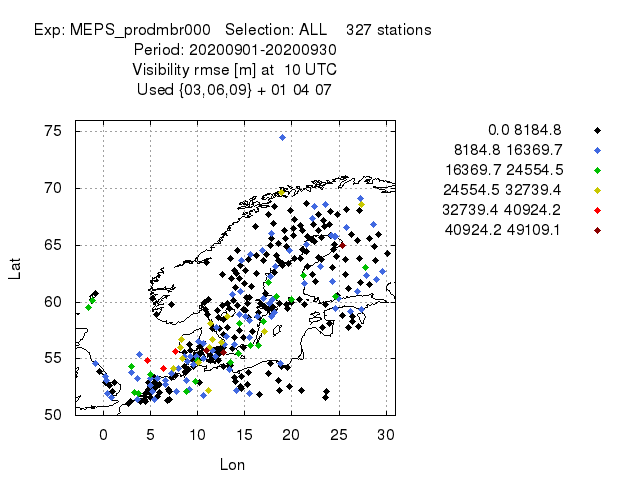 Exp: MEPS_prodmbr000 Selection: ALL 327 stations
Period: 20200901-20200930
Visibility rmse [m] at 10 UTC
Used {03,06,09} + 01 04 07
0.0 8184.8
8184.8 16369.7
16369.7 24554.5
24554.5 32739.4
32739.4 40924.2
40924.2 49109.1
75
70
65
60
55
50
Lat
0 5 10 15 20 25 30
Lon